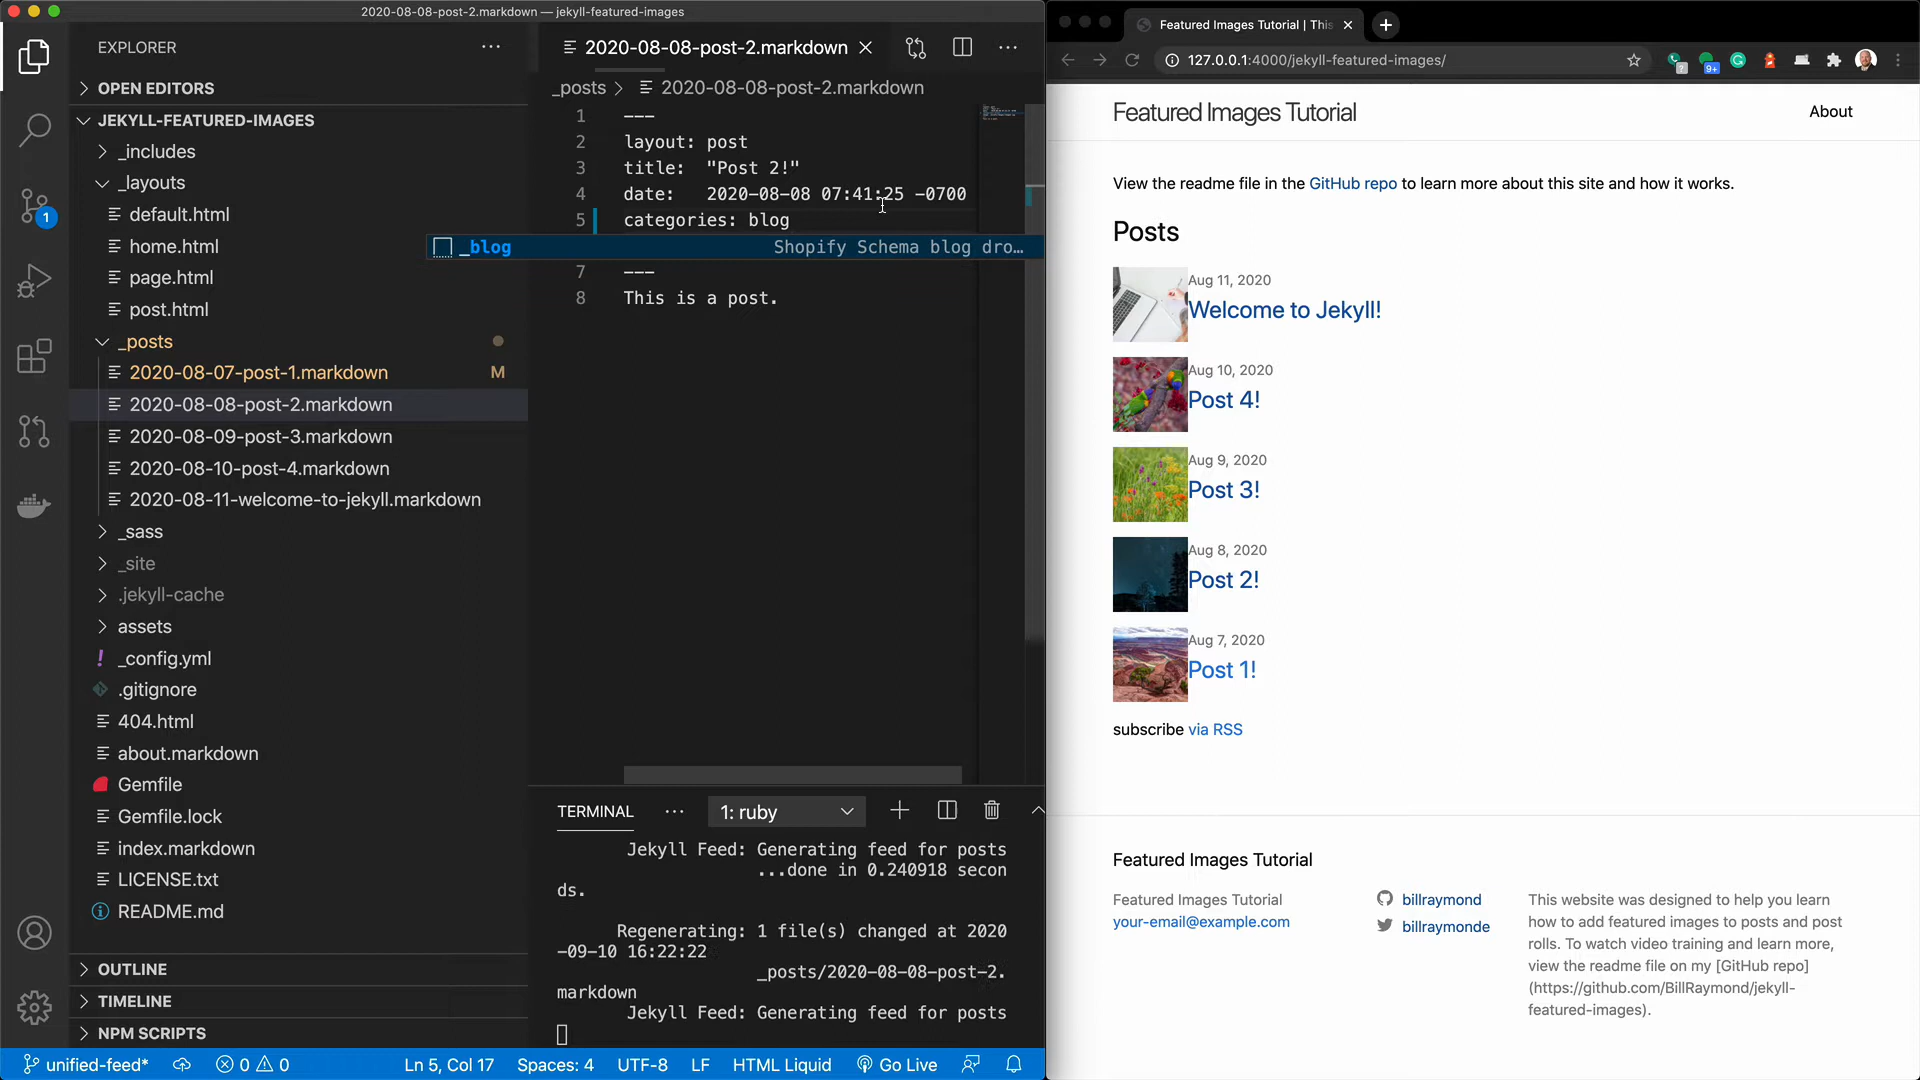 2020-08-08-post-2.markdown — jekyll-featured-images
EXPLORER
OPEN EDITORS
JEKYLL-FEATURED-IMAGES
_includes
_layouts
default.html
home.html
page.html
post.html
_posts
2020-08-07-post-1.markdown M
2020-08-08-post-2.markdown
2020-08-09-post-3.markdown
2020-08-10-post-4.markdown
2020-08-11-welcome-to-jekyll.markdown
_sass
_site
.jekyll-cache
assets
! _config.yml
.gitignore
404.html
about.markdown
Gemfile
Gemfile.lock
index.markdown
LICENSE.txt
README.md
OUTLINE
TIMELINE
NPM SCRIPTS
1
2020-08-08-post-2.markdown
_posts > 2020-08-08-post-2.markdown
1 ---
2 layout: post
3 title: "Post 2!"
4 date: 2020-08-08 07:41:25 -0700
5 categories: blog
_blog Shopify Schema blog dro…
7 ---
8 This is a post.
TERMINAL 1: ruby
Jekyll Feed: Generating feed for posts
...done in 0.240918 secon
ds.
Regenerating: 1 file(s) changed at 2020
-09-10 16:22:22
_posts/2020-08-08-post-2.
markdown
Jekyll Feed: Generating feed for posts
unified-feed* 0 0 Ln 5, Col 17 Spaces: 4 UTF-8 LF HTML Liquid Go Live
Featured Images Tutorial | This
127.0.0.1:4000/jekyll-featured-images/
?
9+
Featured Images Tutorial
About
View the readme file in the GitHub repo to learn more about this site and how it works.
Posts
Aug 11, 2020
Welcome to Jekyll!
Aug 10, 2020
Post 4!
Aug 9, 2020
Post 3!
Aug 8, 2020
Post 2!
Aug 7, 2020
Post 1!
subscribe via RSS
Featured Images Tutorial
Featured Images Tutorial
your-email@example.com
billraymond
billraymonde
This website was designed to help you learn
how to add featured images to posts and post
rolls. To watch video training and learn more,
view the readme file on my [GitHub repo]
(https://github.com/BillRaymond/jekyll-
featured-images).